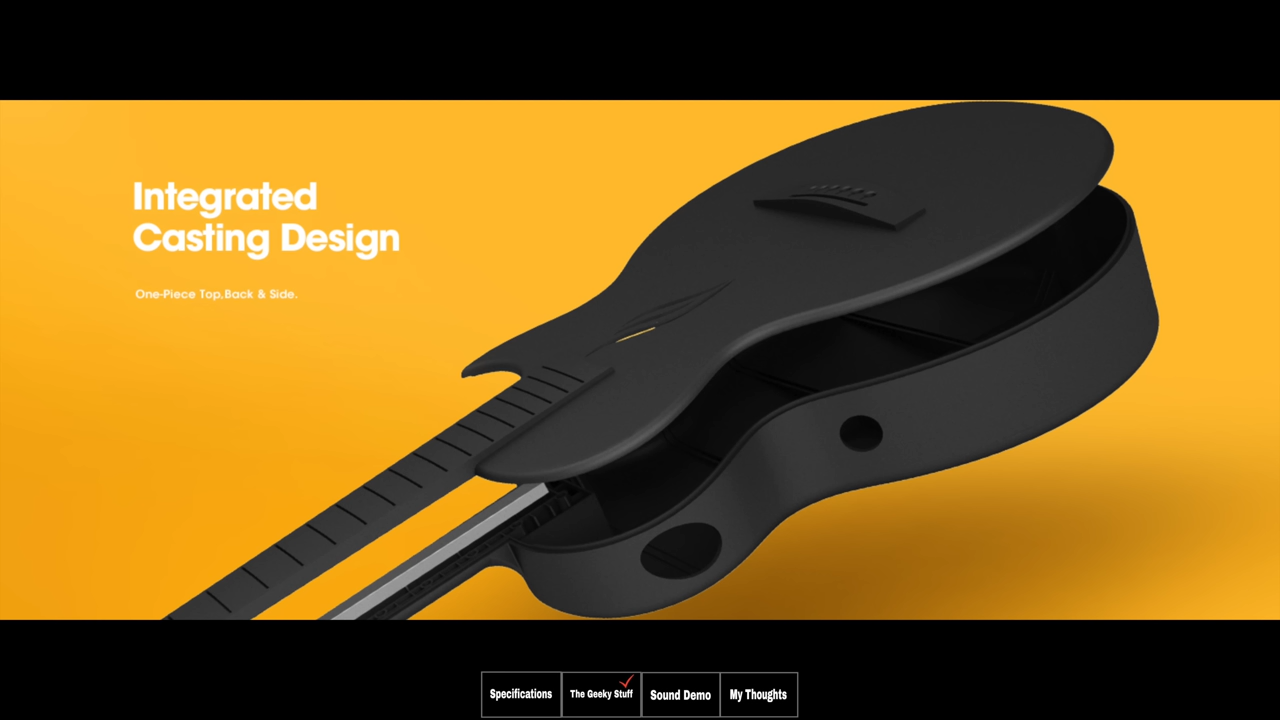 Integrated
Casting Design
One-Piece Top,Back & Side.
Specifications
The Geeky Stuff
Sound Demo
My Thoughts